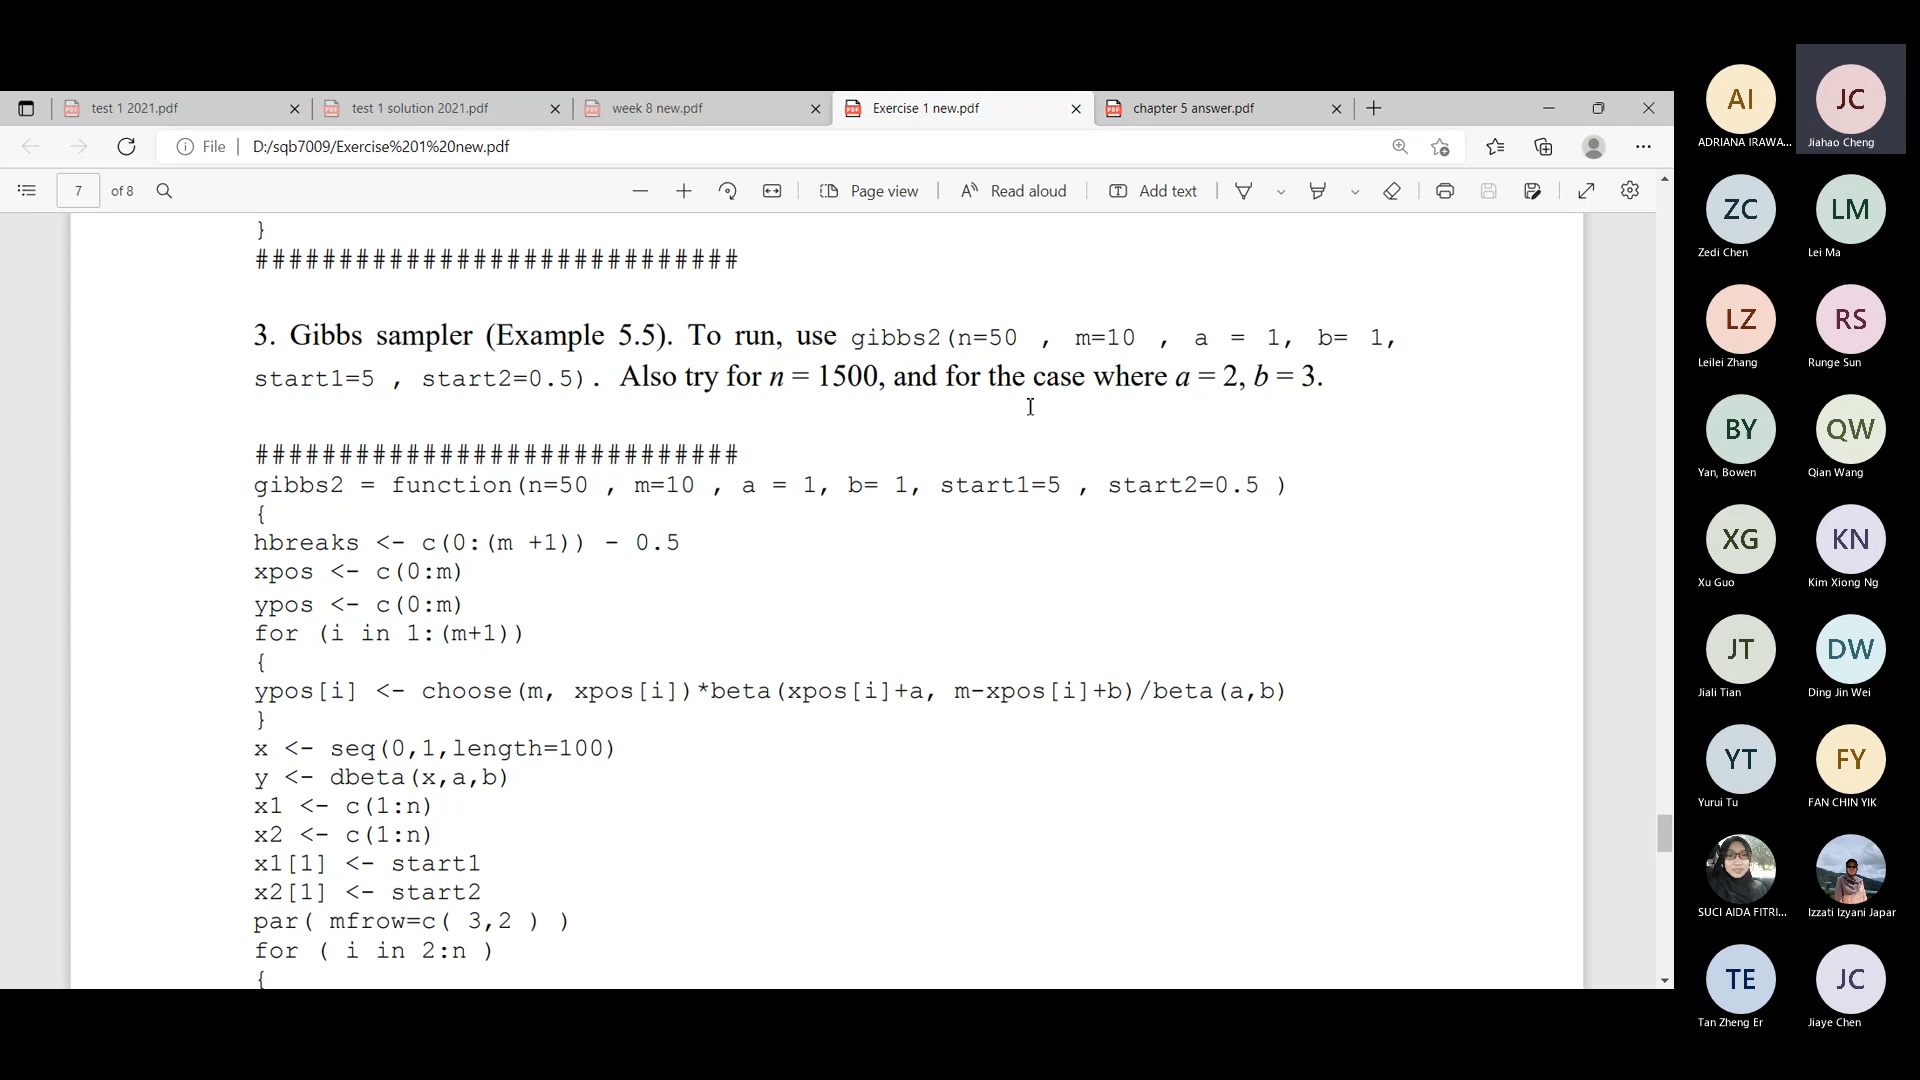 test 1 2021.pdf
test 1 solution 2021.pdf
week 8 new.pdf
Exercise 1 new.pdf
chapter 5 answer.pdf
File
D:/sqb7009/Exercise%201%20new.pdf
7
of 8
Page view
Read aloud
Add text
}
#############################
3. Gibbs sampler (Example 5.5). To run, use gibbs2(n=50 , m=10 , a = 1, b= 1,
start1=5 , start2=0.5). Also try for n = 1500, and for the case where a = 2, b = 3.
#############################
gibbs2 = function(n=50 , m=10 , a = 1, b= 1, start1=5 , start2=0.5 )
{
hbreaks <- c(0:(m +1)) - 0.5
xpos <- c(0:m)
ypos <- c(0:m)
for (i in 1:(m+1))
{
ypos[i] <- choose(m, xpos[i])*beta(xpos[i]+a, m-xpos[i]+b)/beta(a,b)
}
x <- seq(0,1,length=100)
y <- dbeta(x,a,b)
x1 <- c(1:n)
x2 <- c(1:n)
x1[1] <- start1
x2[1] <- start2
par( mfrow=c( 3,2 ) )
for ( i in 2:n )
{
AI
ADRIANA IRAWA...
JC
Jiahao Cheng
ZC
Zedi Chen
LM
Lei Ma
LZ
Leilei Zhang
RS
Runge Sun
BY
Yan, Bowen
QW
Qian Wang
XG
Xu Guo
KN
Kim Xiong Ng
JT
Jiali Tian
DW
Ding Jin Wei
YT
Yurui Tu
FY
FAN CHIN YIK
SUCI AIDA FITRI...
Izzati Izyani Japar
TE
Tan Zheng Er
JC
Jiaye Chen